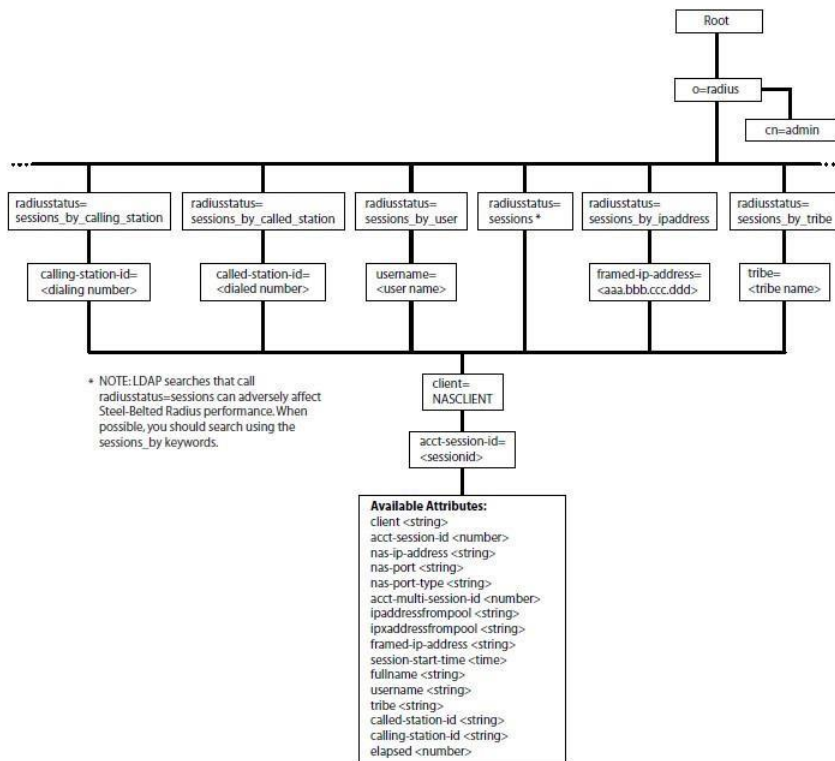 Root
o=radius
cn=admin
radiusstatus=
sessions_by_calling_station
radiusstatus=
sessions_by_called_station
radiusstatus=
sessions_by_user
radiusstatus=
sessions *
radiusstatus=
sessions_by_ipaddress
radiusstatus=
sessions_by_tribe
calling-station-id=
<dialing number>
called-station-id=
<dialed number>
username=
<user name>
framed-ip-address=
<aaa.bbb.ccc.ddd>
tribe=
<tribe name>
* NOTE: LDAP searches that call
radiusstatus=sessions can adversely affect
Steel-Belted Radius performance. When
possible, you should search using the
sessions_by keywords.
client=
NASCLIENT
acct-session-id=
<sessionid>
Available Attributes:
client <string>
acct-session-id <number>
nas-ip-address <string>
nas-port <string>
nas-port-type <string>
acct-multi-session-id <number>
ipaddressfrompool <string>
ipxaddressfrompool <string>
framed-ip-address <string>
session-start-time <time>
fullname <string>
username <string>
tribe <string>
called-station-id <string>
calling-station-id <string>
elapsed <number>